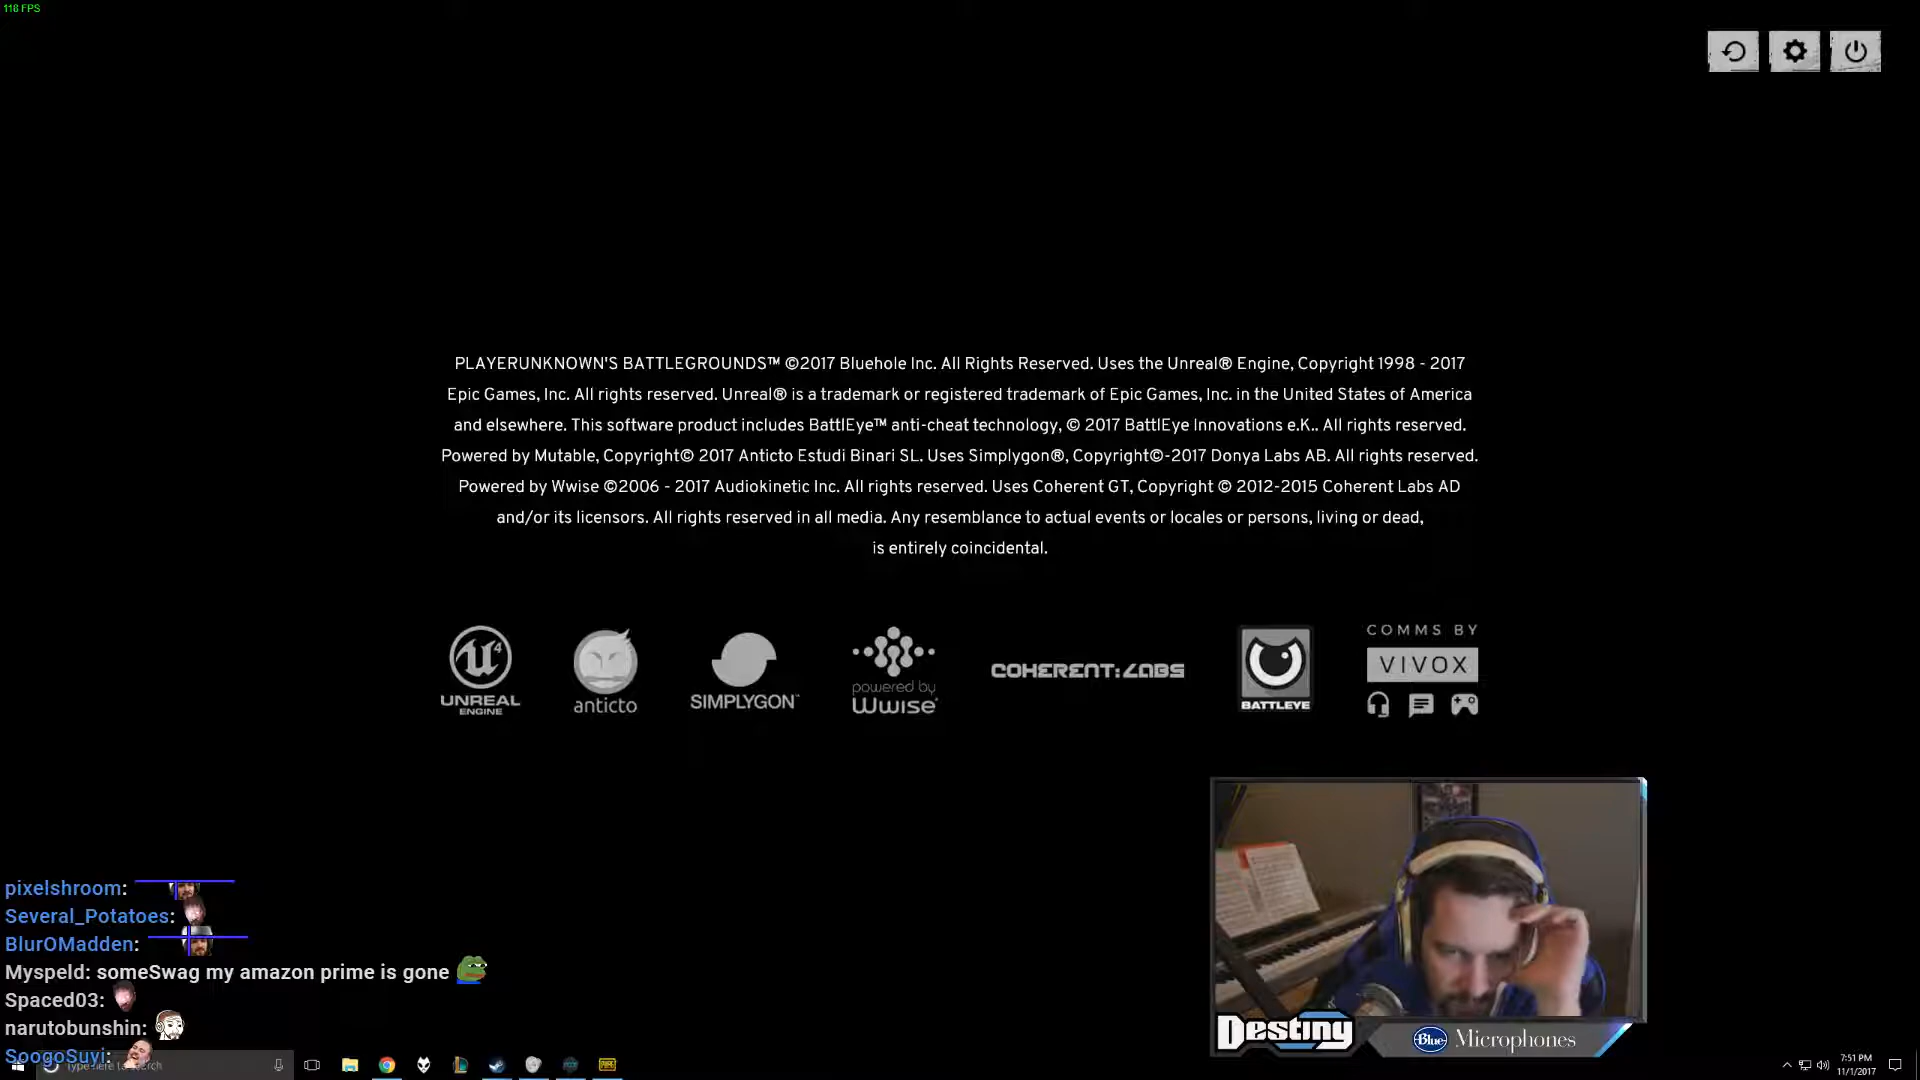 118 FPS
PLAYERUNKNOWN'S BATTLEGROUNDS™ ©2017 Bluehole Inc. All Rights Reserved. Uses the Unreal® Engine, Copyright 1998 - 2017
Epic Games, Inc. All rights reserved. Unreal® is a trademark or registered trademark of Epic Games, Inc. in the United States of America
and elsewhere. This software product includes BattlEye™ anti-cheat technology, © 2017 BattlEye Innovations e.K.. All rights reserved.
Powered by Mutable, Copyright© 2017 Anticto Estudi Binari SL. Uses Simplygon®, Copyright©-2017 Donya Labs AB. All rights reserved.
Powered by Wwise ©2006 - 2017 Audiokinetic Inc. All rights reserved. Uses Coherent GT, Copyright © 2012-2015 Coherent Labs AD
and/or its licensors. All rights reserved in all media. Any resemblance to actual events or locales or persons, living or dead,
is entirely coincidental.
UNREAL
ENGINE
anticto
SIMPLYGON™
powered by
Wwise®
COHERENT:LABS
BATTLEYE
COMMS BY
VIVOX
pixelshroom:
Several_Potatoes:
BlurOMadden:
Myspeld: someSwag my amazon prime is gone
Spaced03:
narutobunshin:
SoogoSuyi:
Type here to search
Destiny
Blue Microphones
7:51 PM
11/1/2017